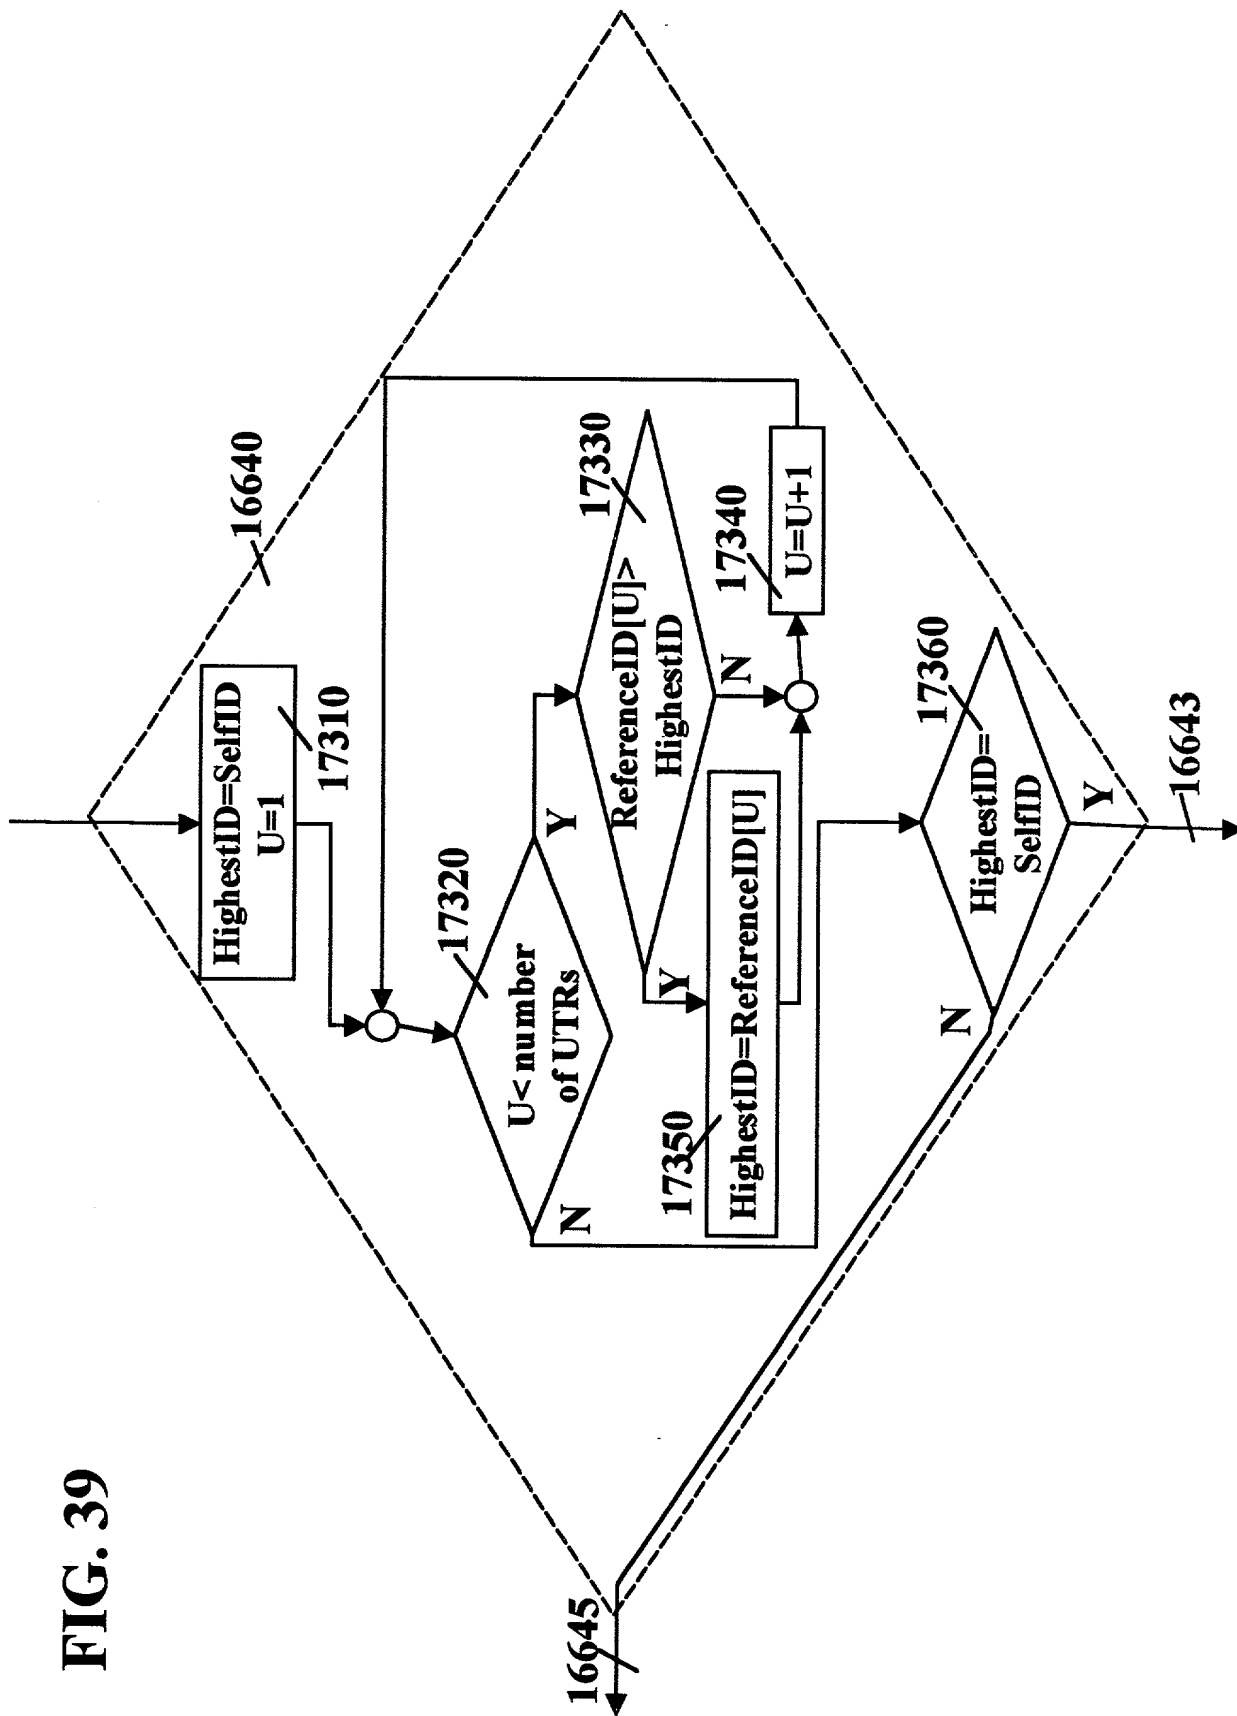 FIG. 39
16640
HighestID=SelfID
U=1
17310
17320
U< number
of UTRs
Y
N
17330
ReferenceID[U]>
HighestID
Y
N
17340
U=U+1
17350
HighestID=ReferenceID[U]
17360
HighestID=
SelfID
N
Y
16645
16643